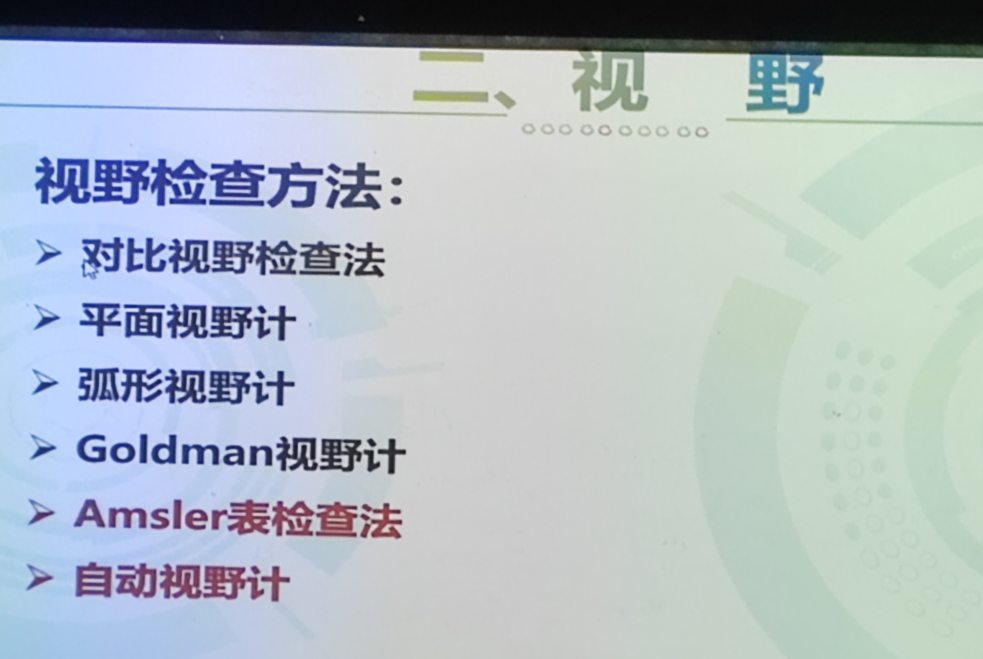 二、视 野
视野检查方法：
对比视野检查法
平面视野计
弧形视野计
Goldman视野计
Amsler表检查法
自动视野计